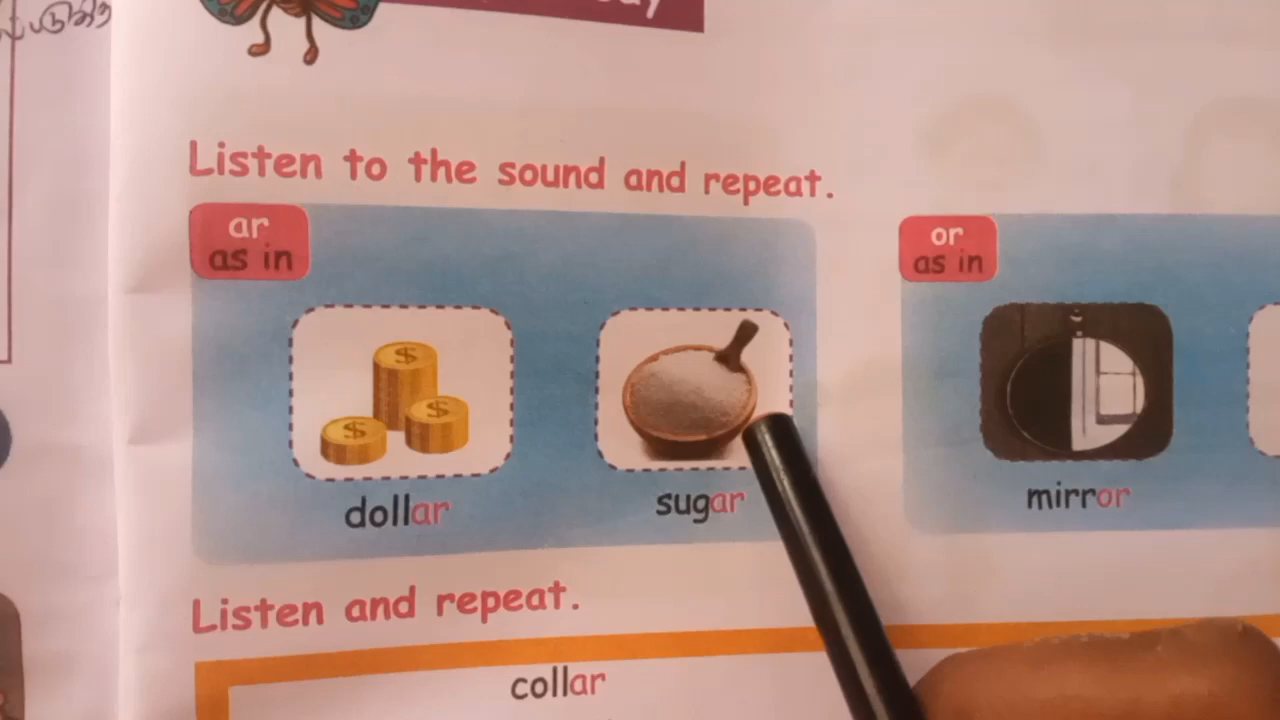 Listen to the sound and repeat.
ar
as in
or
as in
$
$
$
dollar
sugar
mirror
Listen and repeat.
collar